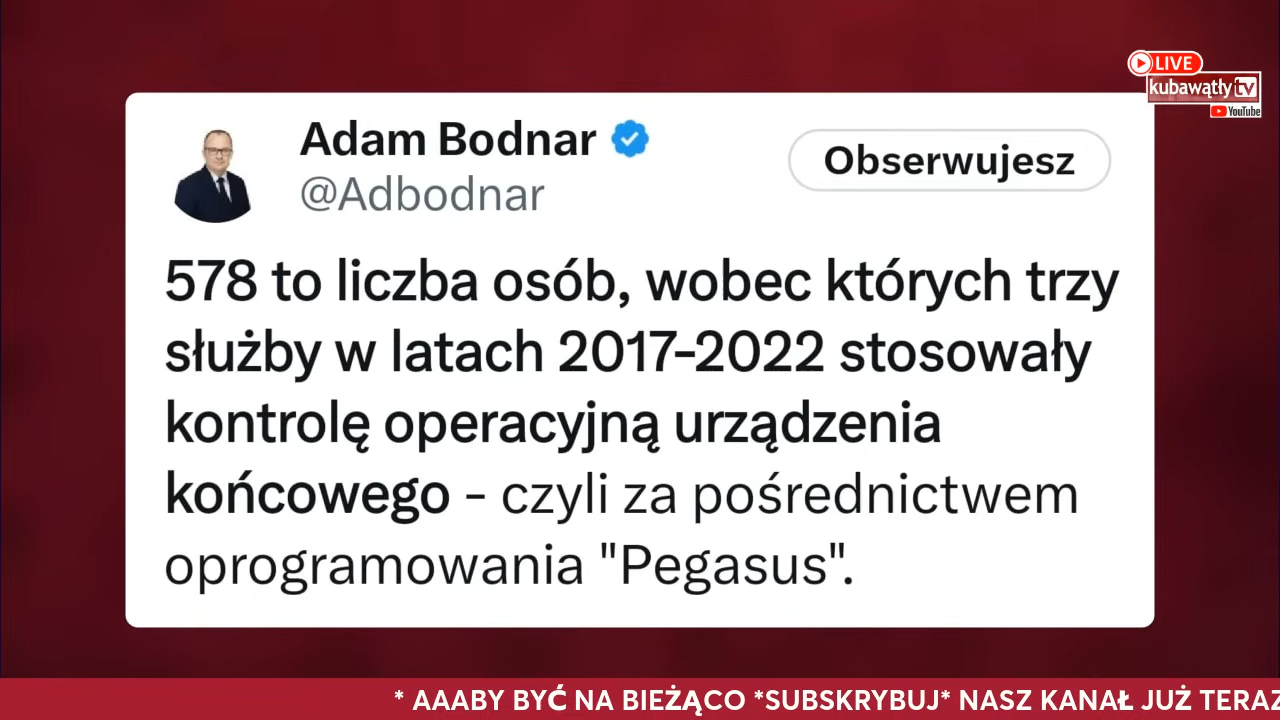 LIVE
kubawątły tv
YouTube
Adam Bodnar
@Adbodnar
Obserwujesz
578 to liczba osób, wobec których trzy
służby w latach 2017-2022 stosowały
kontrolę operacyjną urządzenia
końcowego - czyli za pośrednictwem
oprogramowania "Pegasus".
* AAABY BYĆ NA BIEŻĄCO *SUBSKRYBUJ* NASZ KANAŁ JUŻ TERAZ